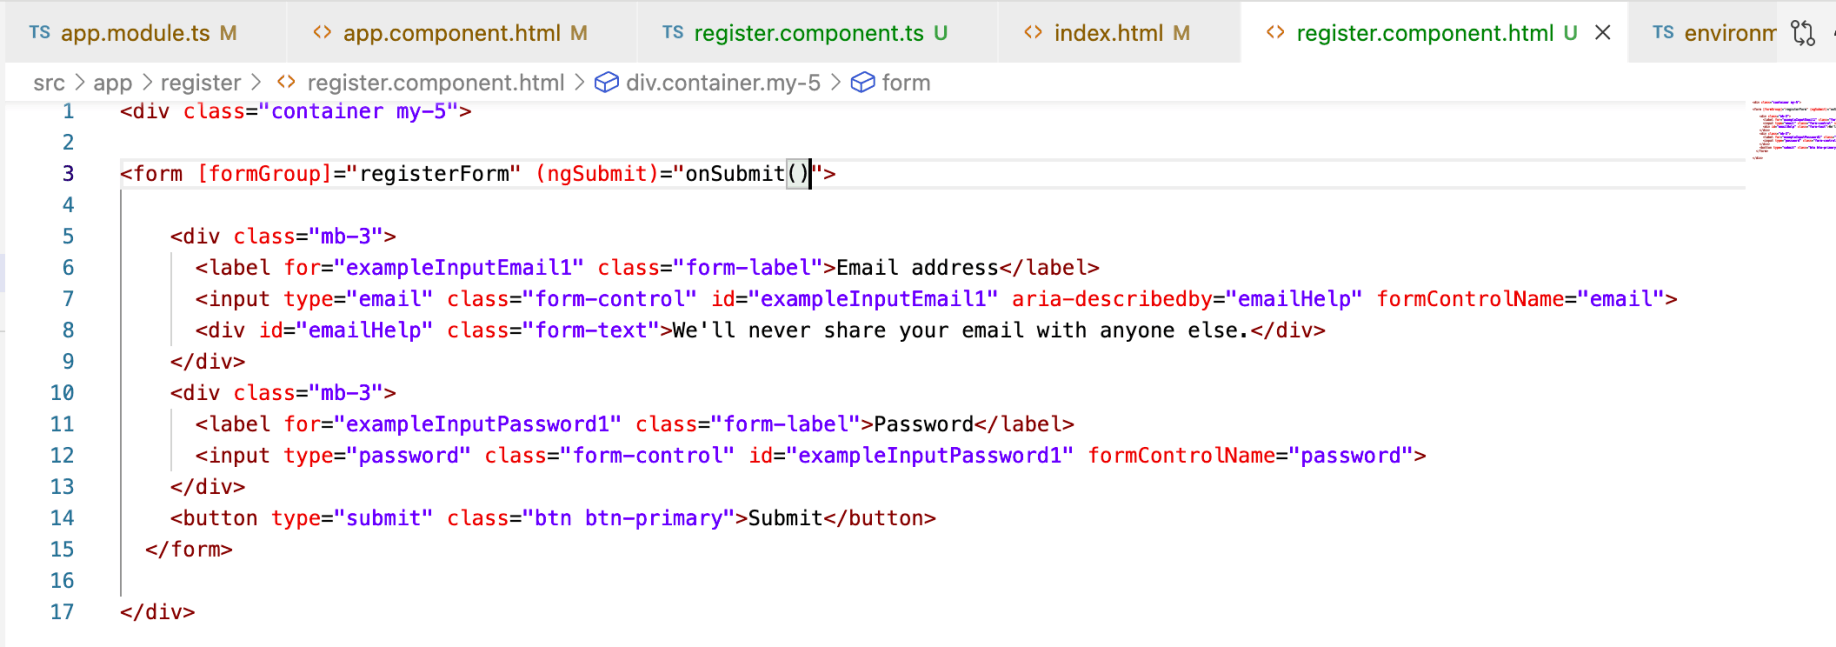 TS app.module.ts M <> app.component.html M TS register.component.ts U <> index.html M <> register.component.html U × TS environm
src > app > register > <> register.component.html > div.container.my-5 > form
1 <div class="container my-5">
2
3 <form [formGroup]="registerForm" (ngSubmit)="onSubmit()">
4
5 <div class="mb-3">
6 <label for="exampleInputEmail1" class="form-label">Email address</label>
7 <input type="email" class="form-control" id="exampleInputEmail1" aria-describedby="emailHelp" formControlName="email">
8 <div id="emailHelp" class="form-text">We'll never share your email with anyone else.</div>
9 </div>
10 <div class="mb-3">
11 <label for="exampleInputPassword1" class="form-label">Password</label>
12 <input type="password" class="form-control" id="exampleInputPassword1" formControlName="password">
13 </div>
14 <button type="submit" class="btn btn-primary">Submit</button>
15 </form>
16
17 </div>